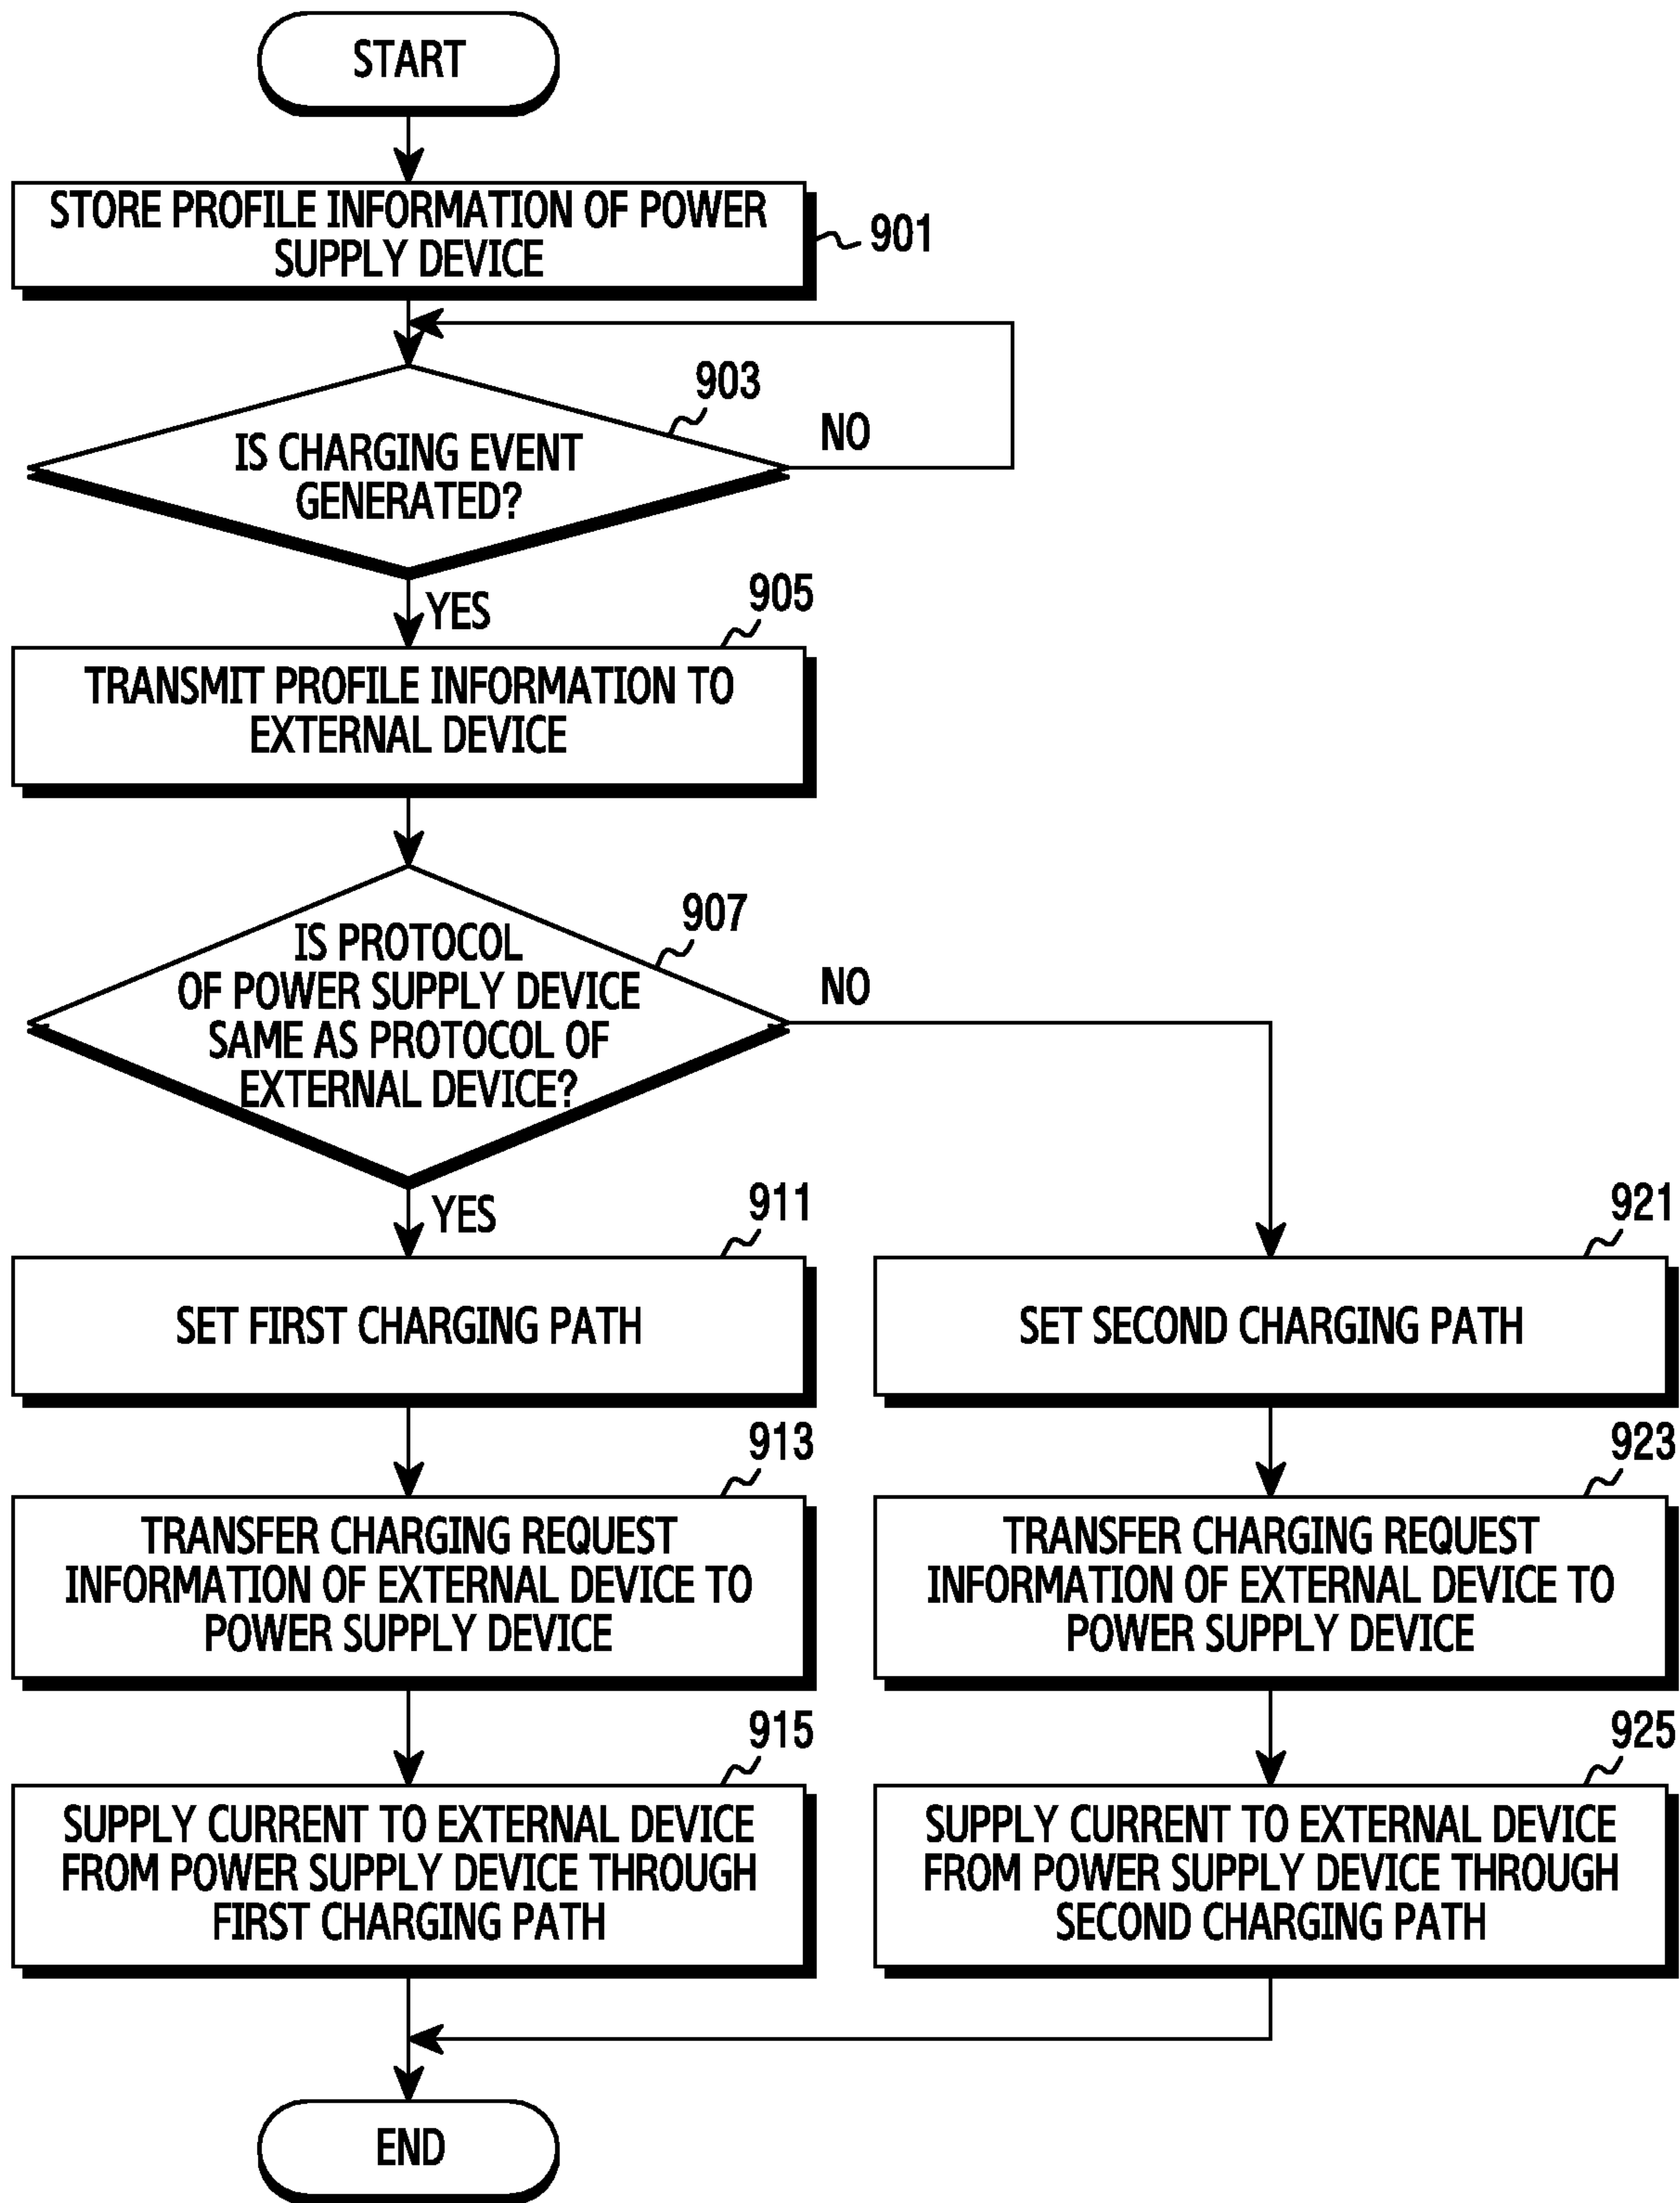 START
STORE PROFILE INFORMATION OF POWER
SUPPLY DEVICE
901
903
IS CHARGING EVENT
GENERATED?
NO
YES
905
TRANSMIT PROFILE INFORMATION TO
EXTERNAL DEVICE
907
IS PROTOCOL
OF POWER SUPPLY DEVICE
SAME AS PROTOCOL OF
EXTERNAL DEVICE?
NO
YES
911
SET FIRST CHARGING PATH
921
SET SECOND CHARGING PATH
913
TRANSFER CHARGING REQUEST
INFORMATION OF EXTERNAL DEVICE TO
POWER SUPPLY DEVICE
923
TRANSFER CHARGING REQUEST
INFORMATION OF EXTERNAL DEVICE TO
POWER SUPPLY DEVICE
915
SUPPLY CURRENT TO EXTERNAL DEVICE
FROM POWER SUPPLY DEVICE THROUGH
FIRST CHARGING PATH
925
SUPPLY CURRENT TO EXTERNAL DEVICE
FROM POWER SUPPLY DEVICE THROUGH
SECOND CHARGING PATH
END